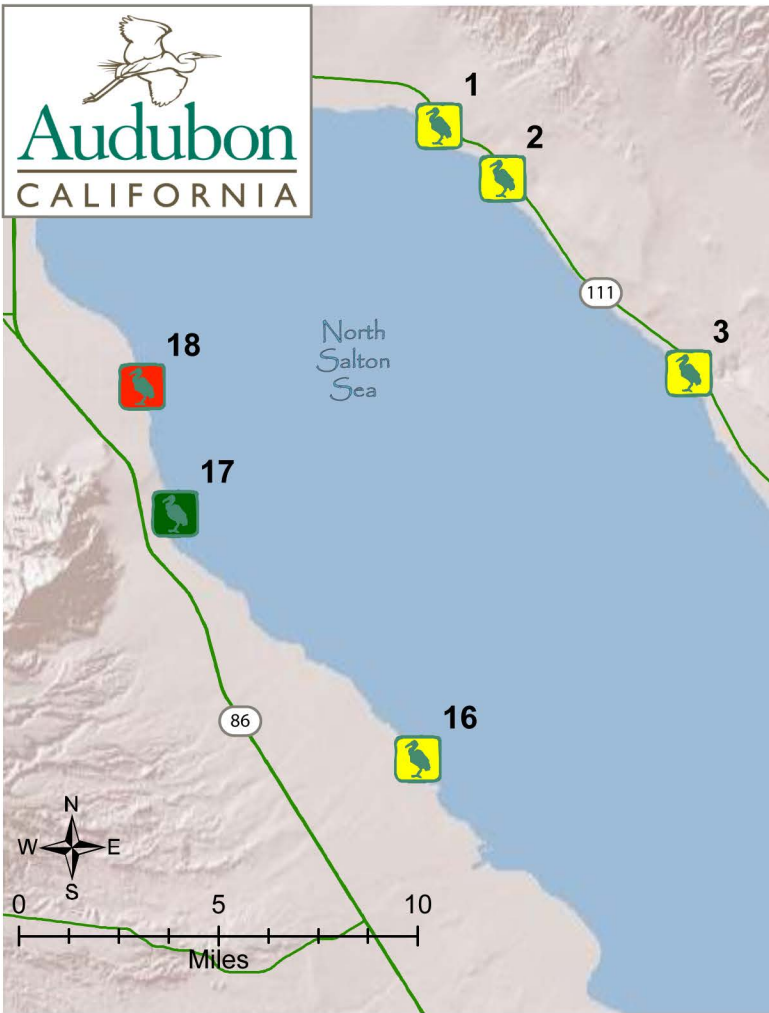 Audubon
CALIFORNIA
1
2
111
3
North
Salton
Sea
18
17
86
16
N
W E
S
0 5 10
Miles